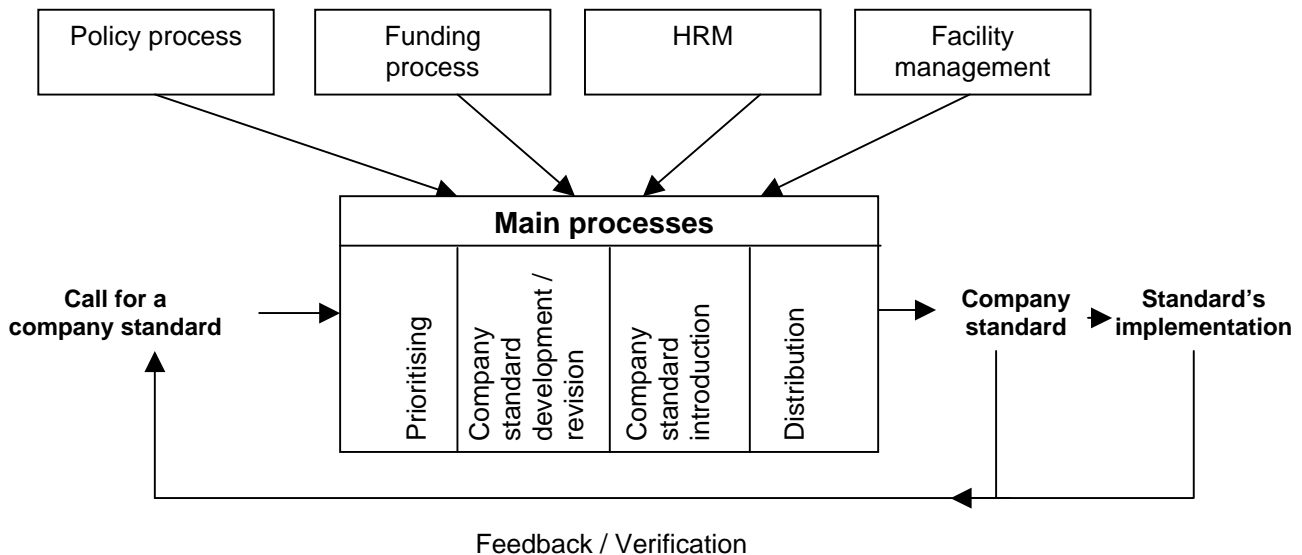 Policy process
Funding
process
HRM
Facility
management
Main processes
Call for a
company standard
Prioritising
Company
standard
development /
revision
Company
standard
introduction
Distribution
Company
standard
Standard’s
implementation
Feedback / Verification